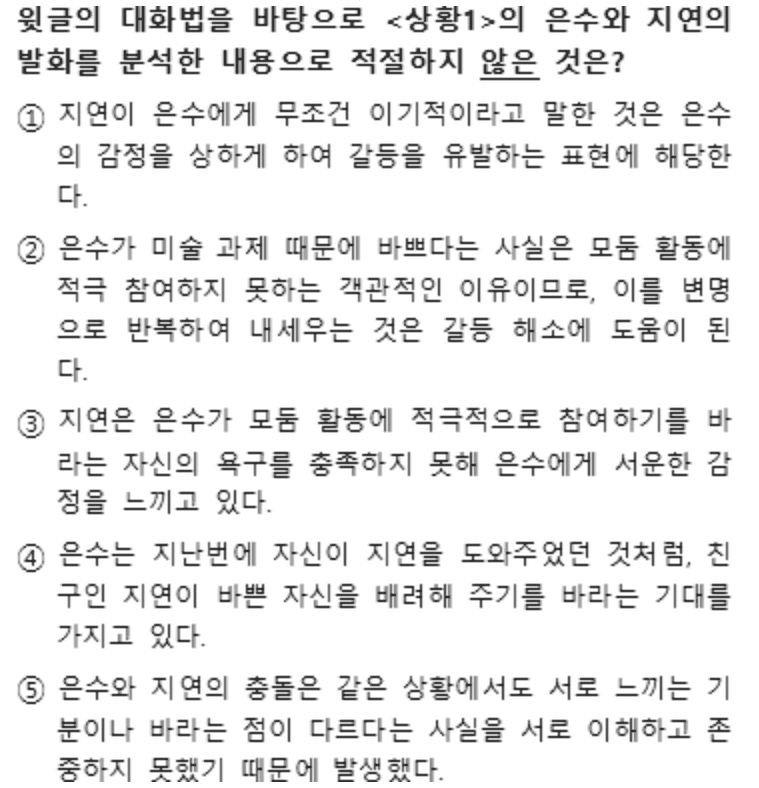 윗글의 대화법을 바탕으로 <상황1>의 은수와 지연의
발화를 분석한 내용으로 적절하지 않은 것은?
① 지연이 은수에게 무조건 이기적이라고 말한 것은 은수
의 감정을 상하게 하여 갈등을 유발하는 표현에 해당한
다.
② 은수가 미술 과제 때문에 바쁘다는 사실은 모둠 활동에
적극 참여하지 못하는 객관적인 이유이므로, 이를 변명
으로 반복하여 내세우는 것은 갈등 해소에 도움이 된
다.
③ 지연은 은수가 모둠 활동에 적극적으로 참여하기를 바
라는 자신의 욕구를 충족하지 못해 은수에게 서운한 감
정을 느끼고 있다.
④ 은수는 지난번에 자신이 지연을 도와주었던 것처럼, 친
구인 지연이 바쁜 자신을 배려해 주기를 바라는 기대를
가지고 있다.
⑤ 은수와 지연의 충돌은 같은 상황에서도 서로 느끼는 기
분이나 바라는 점이 다르다는 사실을 서로 이해하고 존
중하지 못했기 때문에 발생했다.